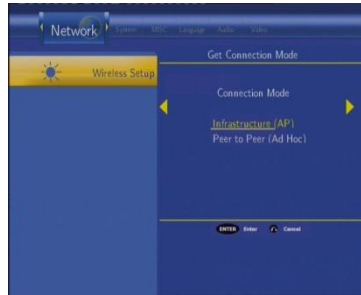 Network System MISC Language Audio Video
Get Connection Mode
Wireless Setup
Connection Mode
Infrastructure (AP)
Peer to Peer (Ad Hoc)
ENTER Enter Cancel